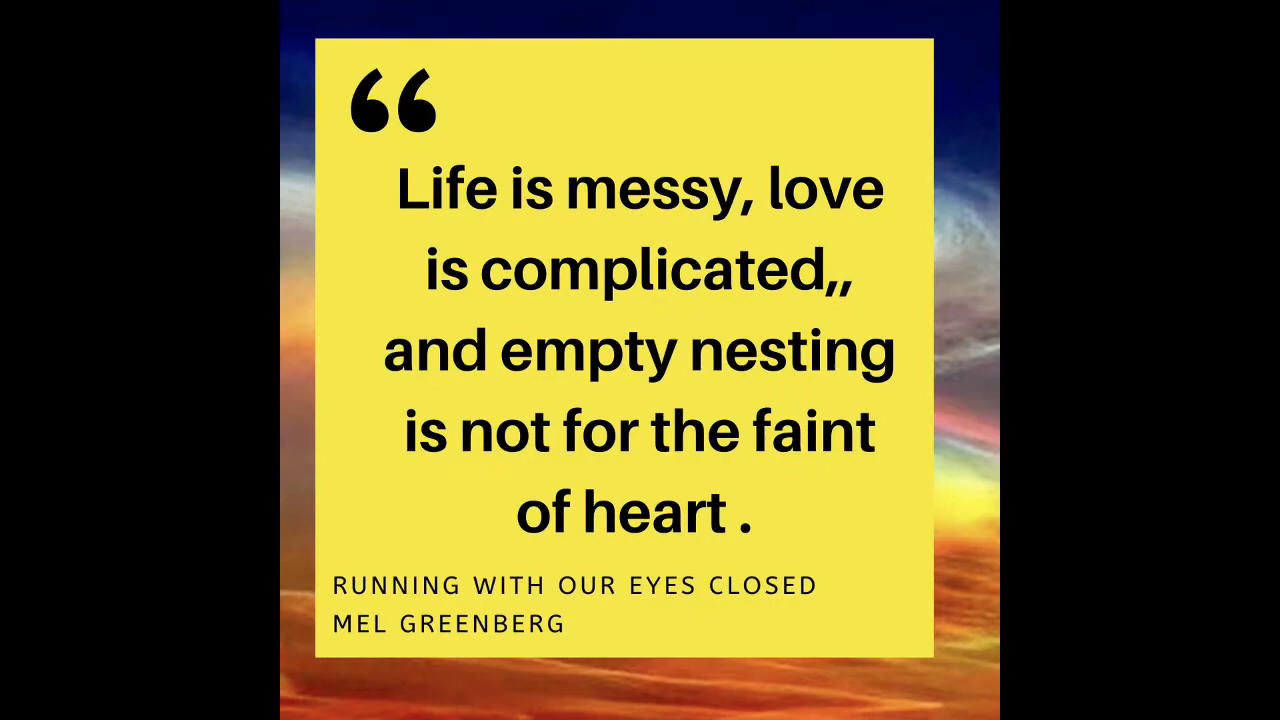 “
Life is messy, love
is complicated,,
and empty nesting
is not for the faint
of heart .
RUNNING WITH OUR EYES CLOSED
MEL GREENBERG